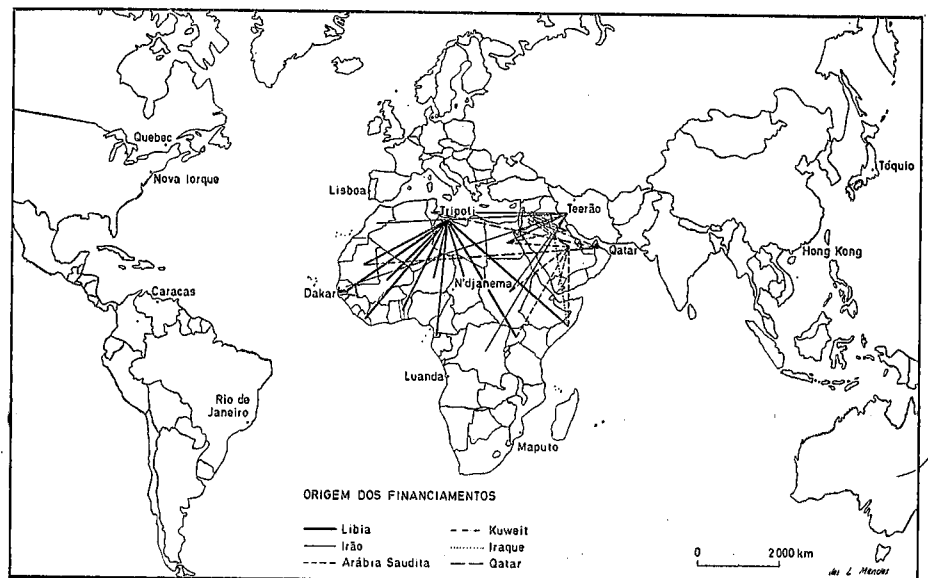 Quebec
Nova Iorque
Lisboa
Tóquio
Tripoli
Teerão
Qatar
Hong Kong
Caracas
Dakar
N'djanema
Luanda
Rio de
Janeiro
Maputo
ORIGEM DOS FINANCIAMENTOS
Líbia
Kuweit
Irão
Iraque
Arábia Saudita
Qatar
0 2000 km